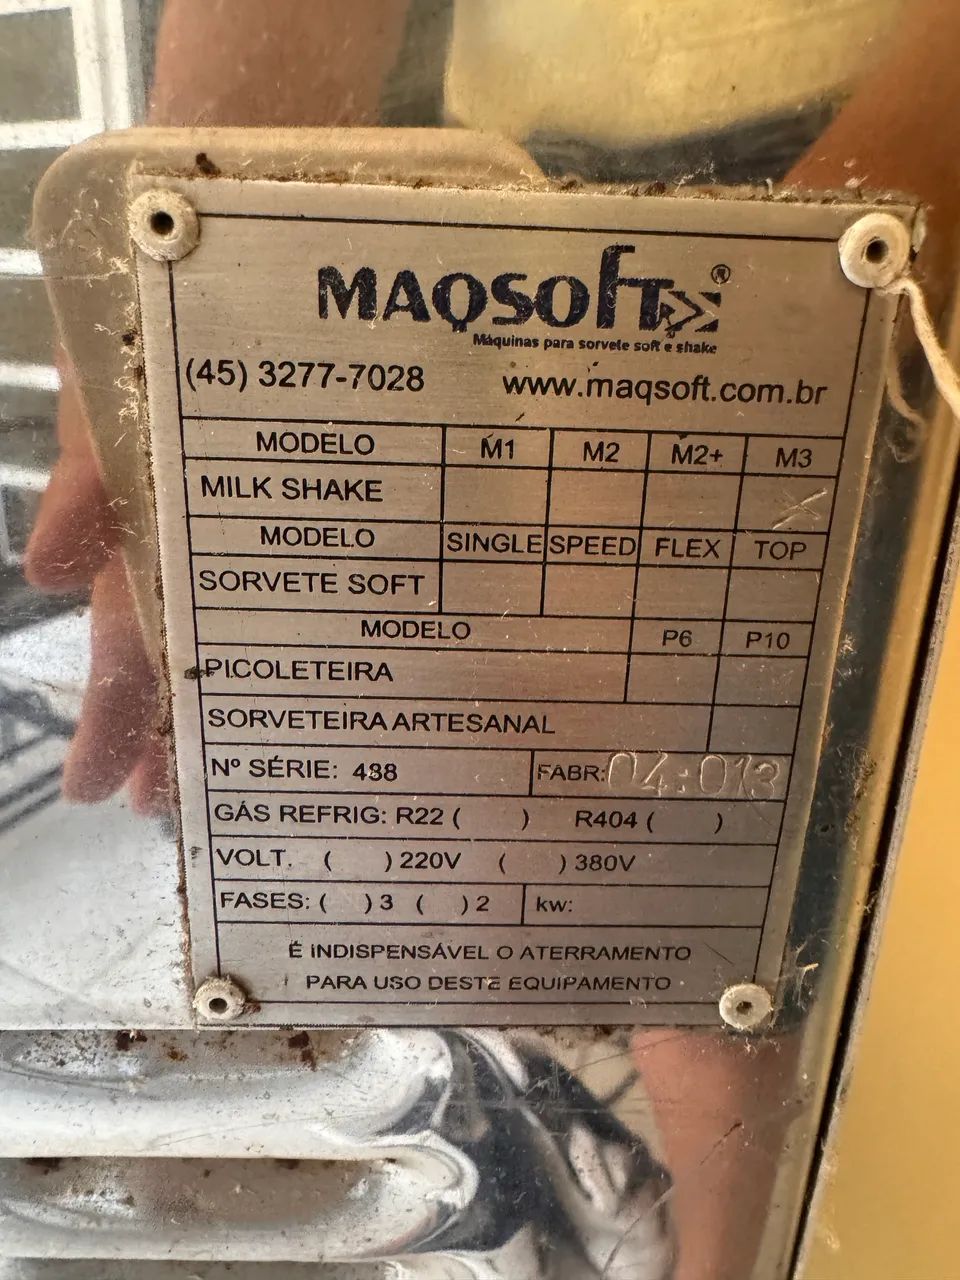 MAQSOFT ®
Máquinas para sorvete soft e shake
(45) 3277-7028 www.maqsoft.com.br
MODELO M1 M2 M2+ M3
MILK SHAKE X
MODELO SINGLE SPEED FLEX TOP
SORVETE SOFT
MODELO P6 P10
PICOLETEIRA
SORVETEIRA ARTESANAL
Nº SÉRIE: 488 FABR: 04:013
GÁS REFRIG: R22 ( ) R404 ( )
VOLT. ( ) 220V ( ) 380V
FASES: ( ) 3 ( ) 2 kw:
É INDISPENSÁVEL O ATERRAMENTO
PARA USO DESTE EQUIPAMENTO